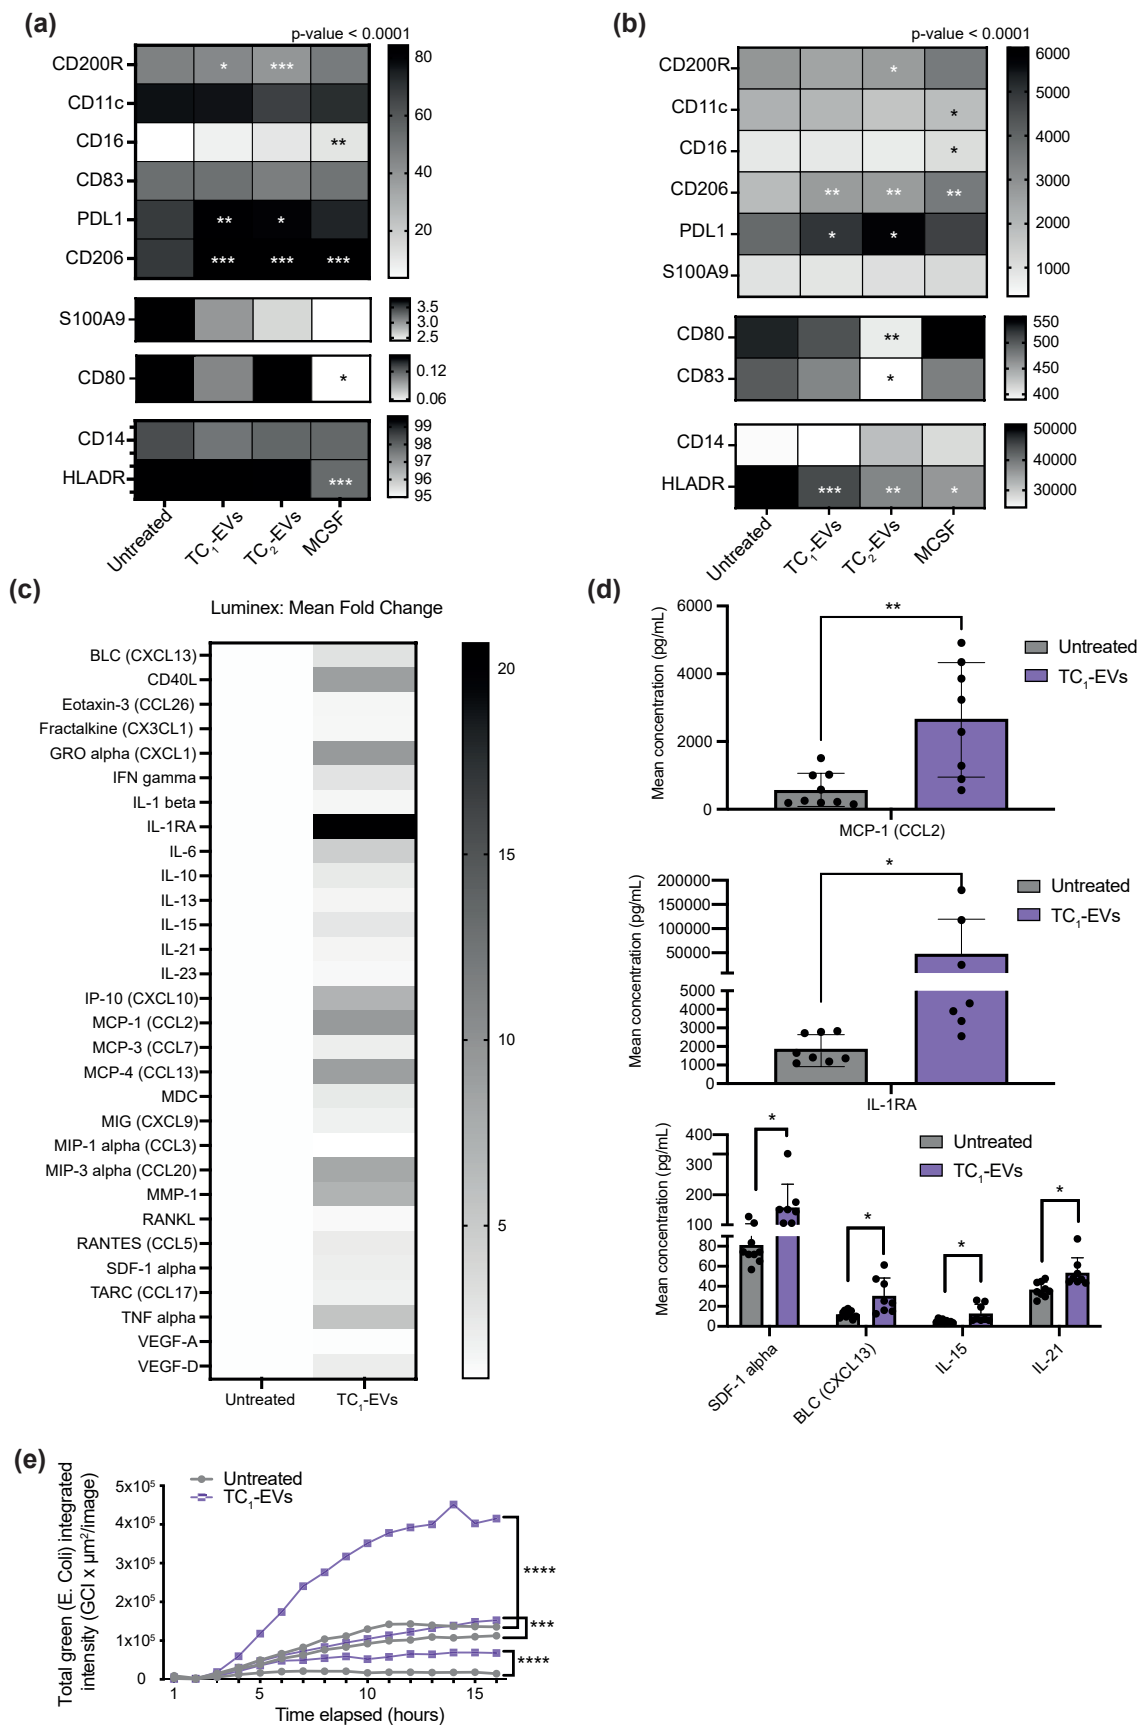 (a)
p-value < 0.0001
CD200R * ***
CD11c
CD16 **
CD83
PDL1 ** *
CD206 *** *** ***
80
60
40
20
S100A9
3.5
3.0
2.5
CD80 *
0.12
0.06
CD14
HLADR ***
99
98
97
96
95
Untreated TC₁-EVs TC₂-EVs MCSF
(b)
p-value < 0.0001
CD200R *
CD11c *
CD16 *
CD206 ** ** **
PDL1 * *
S100A9
6000
5000
4000
3000
2000
1000
CD80 **
CD83 *
550
500
450
400
CD14
HLADR *** ** *
50000
40000
30000
Untreated TC₁-EVs TC₂-EVs MCSF
(c)
Luminex: Mean Fold Change
BLC (CXCL13)
CD40L
Eotaxin-3 (CCL26)
Fractalkine (CX3CL1)
GRO alpha (CXCL1)
IFN gamma
IL-1 beta
IL-1RA
IL-6
IL-10
IL-13
IL-15
IL-21
IL-23
IP-10 (CXCL10)
MCP-1 (CCL2)
MCP-3 (CCL7)
MCP-4 (CCL13)
MDC
MIG (CXCL9)
MIP-1 alpha (CCL3)
MIP-3 alpha (CCL20)
MMP-1
RANKL
RANTES (CCL5)
SDF-1 alpha
TARC (CCL17)
TNF alpha
VEGF-A
VEGF-D
20
15
10
5
Untreated TC₁-EVs
(d)
Mean concentration (pg/mL)
6000
4000
2000
0
**
Untreated
TC₁-EVs
MCP-1 (CCL2)
Mean concentration (pg/mL)
200000
150000
100000
50000
5000
4000
3000
2000
1000
0
*
Untreated
TC₁-EVs
IL-1RA
Mean concentration (pg/mL)
400
300
200
100
80
60
40
20
0
* * * *
Untreated
TC₁-EVs
SDF-1 alpha BLC (CXCL13) IL-15 IL-21
(e)
Total green (E. Coli) integrated
intensity (GCI x µm²/image)
5x10⁵
4x10⁵
3x10⁵
2x10⁵
1x10⁵
0
Untreated
TC₁-EVs
****
***
****
1 5 10 15
Time elapsed (hours)